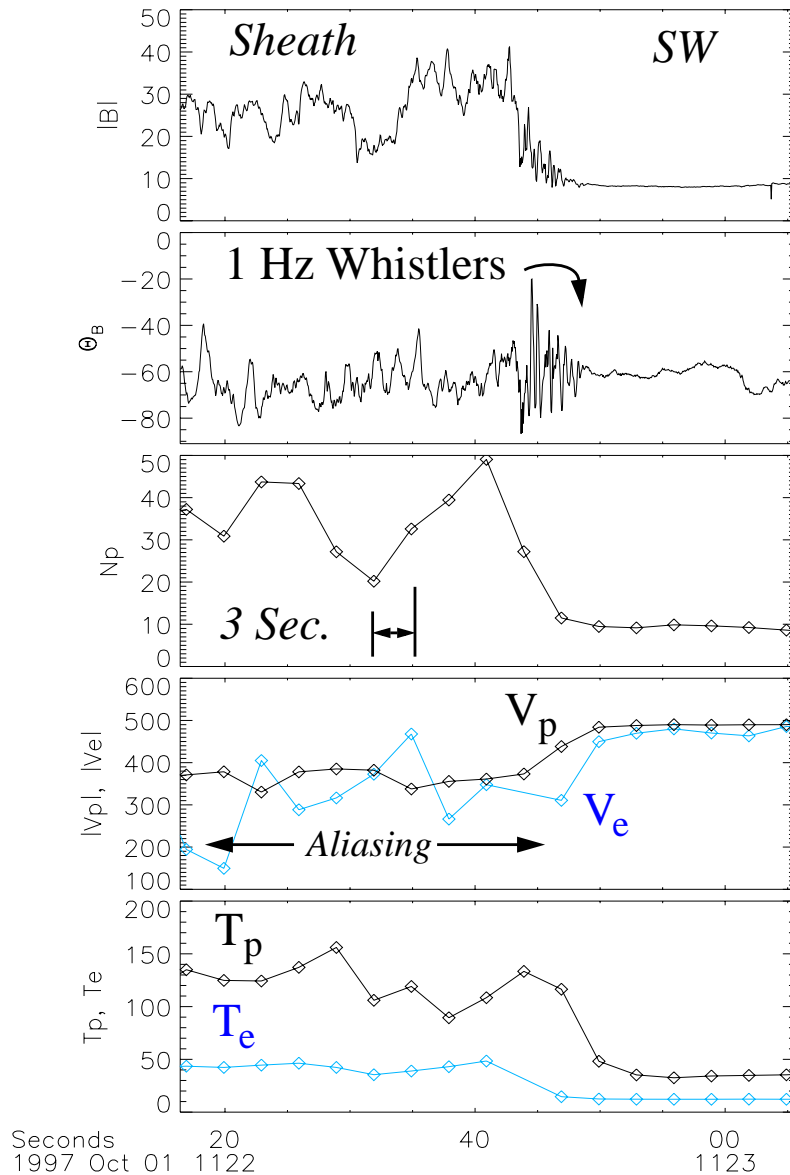 50
40
30
20
10
0
|B|
Sheath
SW
0
−20
−40
−60
−80
Θ_B
1 Hz Whistlers
50
40
30
20
10
0
Np
3 Sec.
600
500
400
300
200
100
|Vp|, |Ve|
V_p
V_e
Aliasing
200
150
100
50
0
Tp, Te
T_p
T_e
Seconds 20 40 00
1997 Oct 01 1122 1123